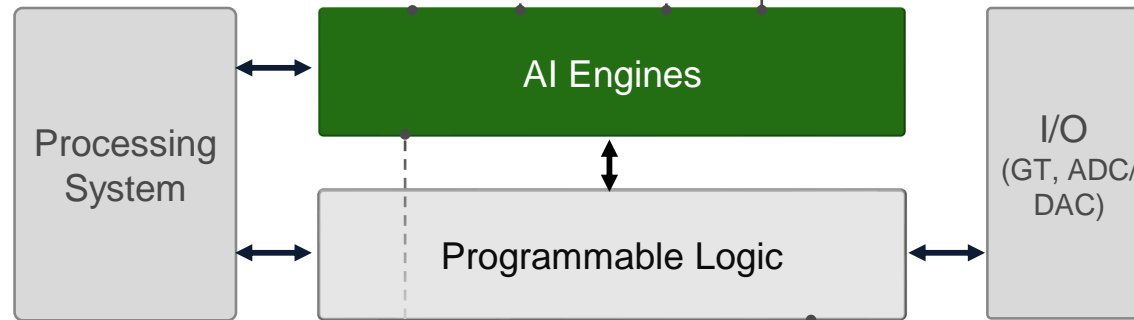 AI Engines
Processing
System
I/O
(GT, ADC/
DAC)
Programmable Logic